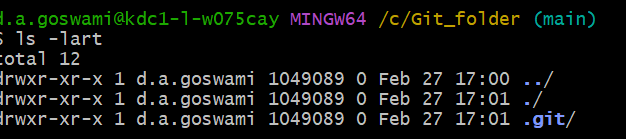 d.a.goswami@kdc1-l-w075cay MINGW64 /c/Git_folder (main)
$ ls -lart
total 12
drwxr-xr-x 1 d.a.goswami 1049089 0 Feb 27 17:00 ../
drwxr-xr-x 1 d.a.goswami 1049089 0 Feb 27 17:01 ./
drwxr-xr-x 1 d.a.goswami 1049089 0 Feb 27 17:01 .git/